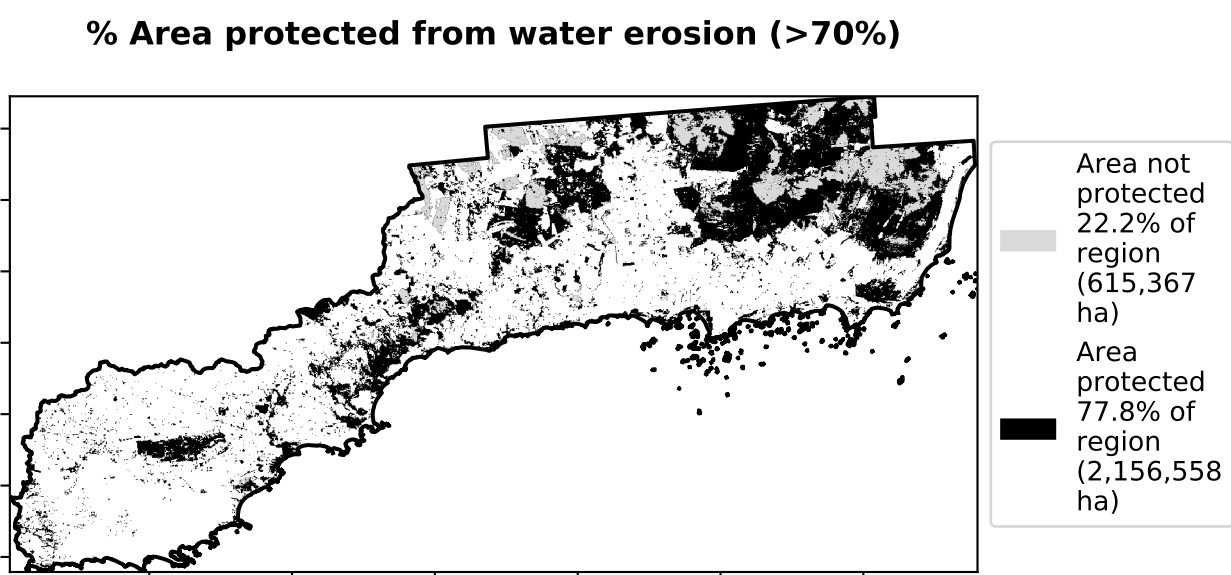 % Area protected from water erosion (>70%)
Area not
protected
22.2% of
region
(615,367
ha)
Area
protected
77.8% of
region
(2,156,558
ha)